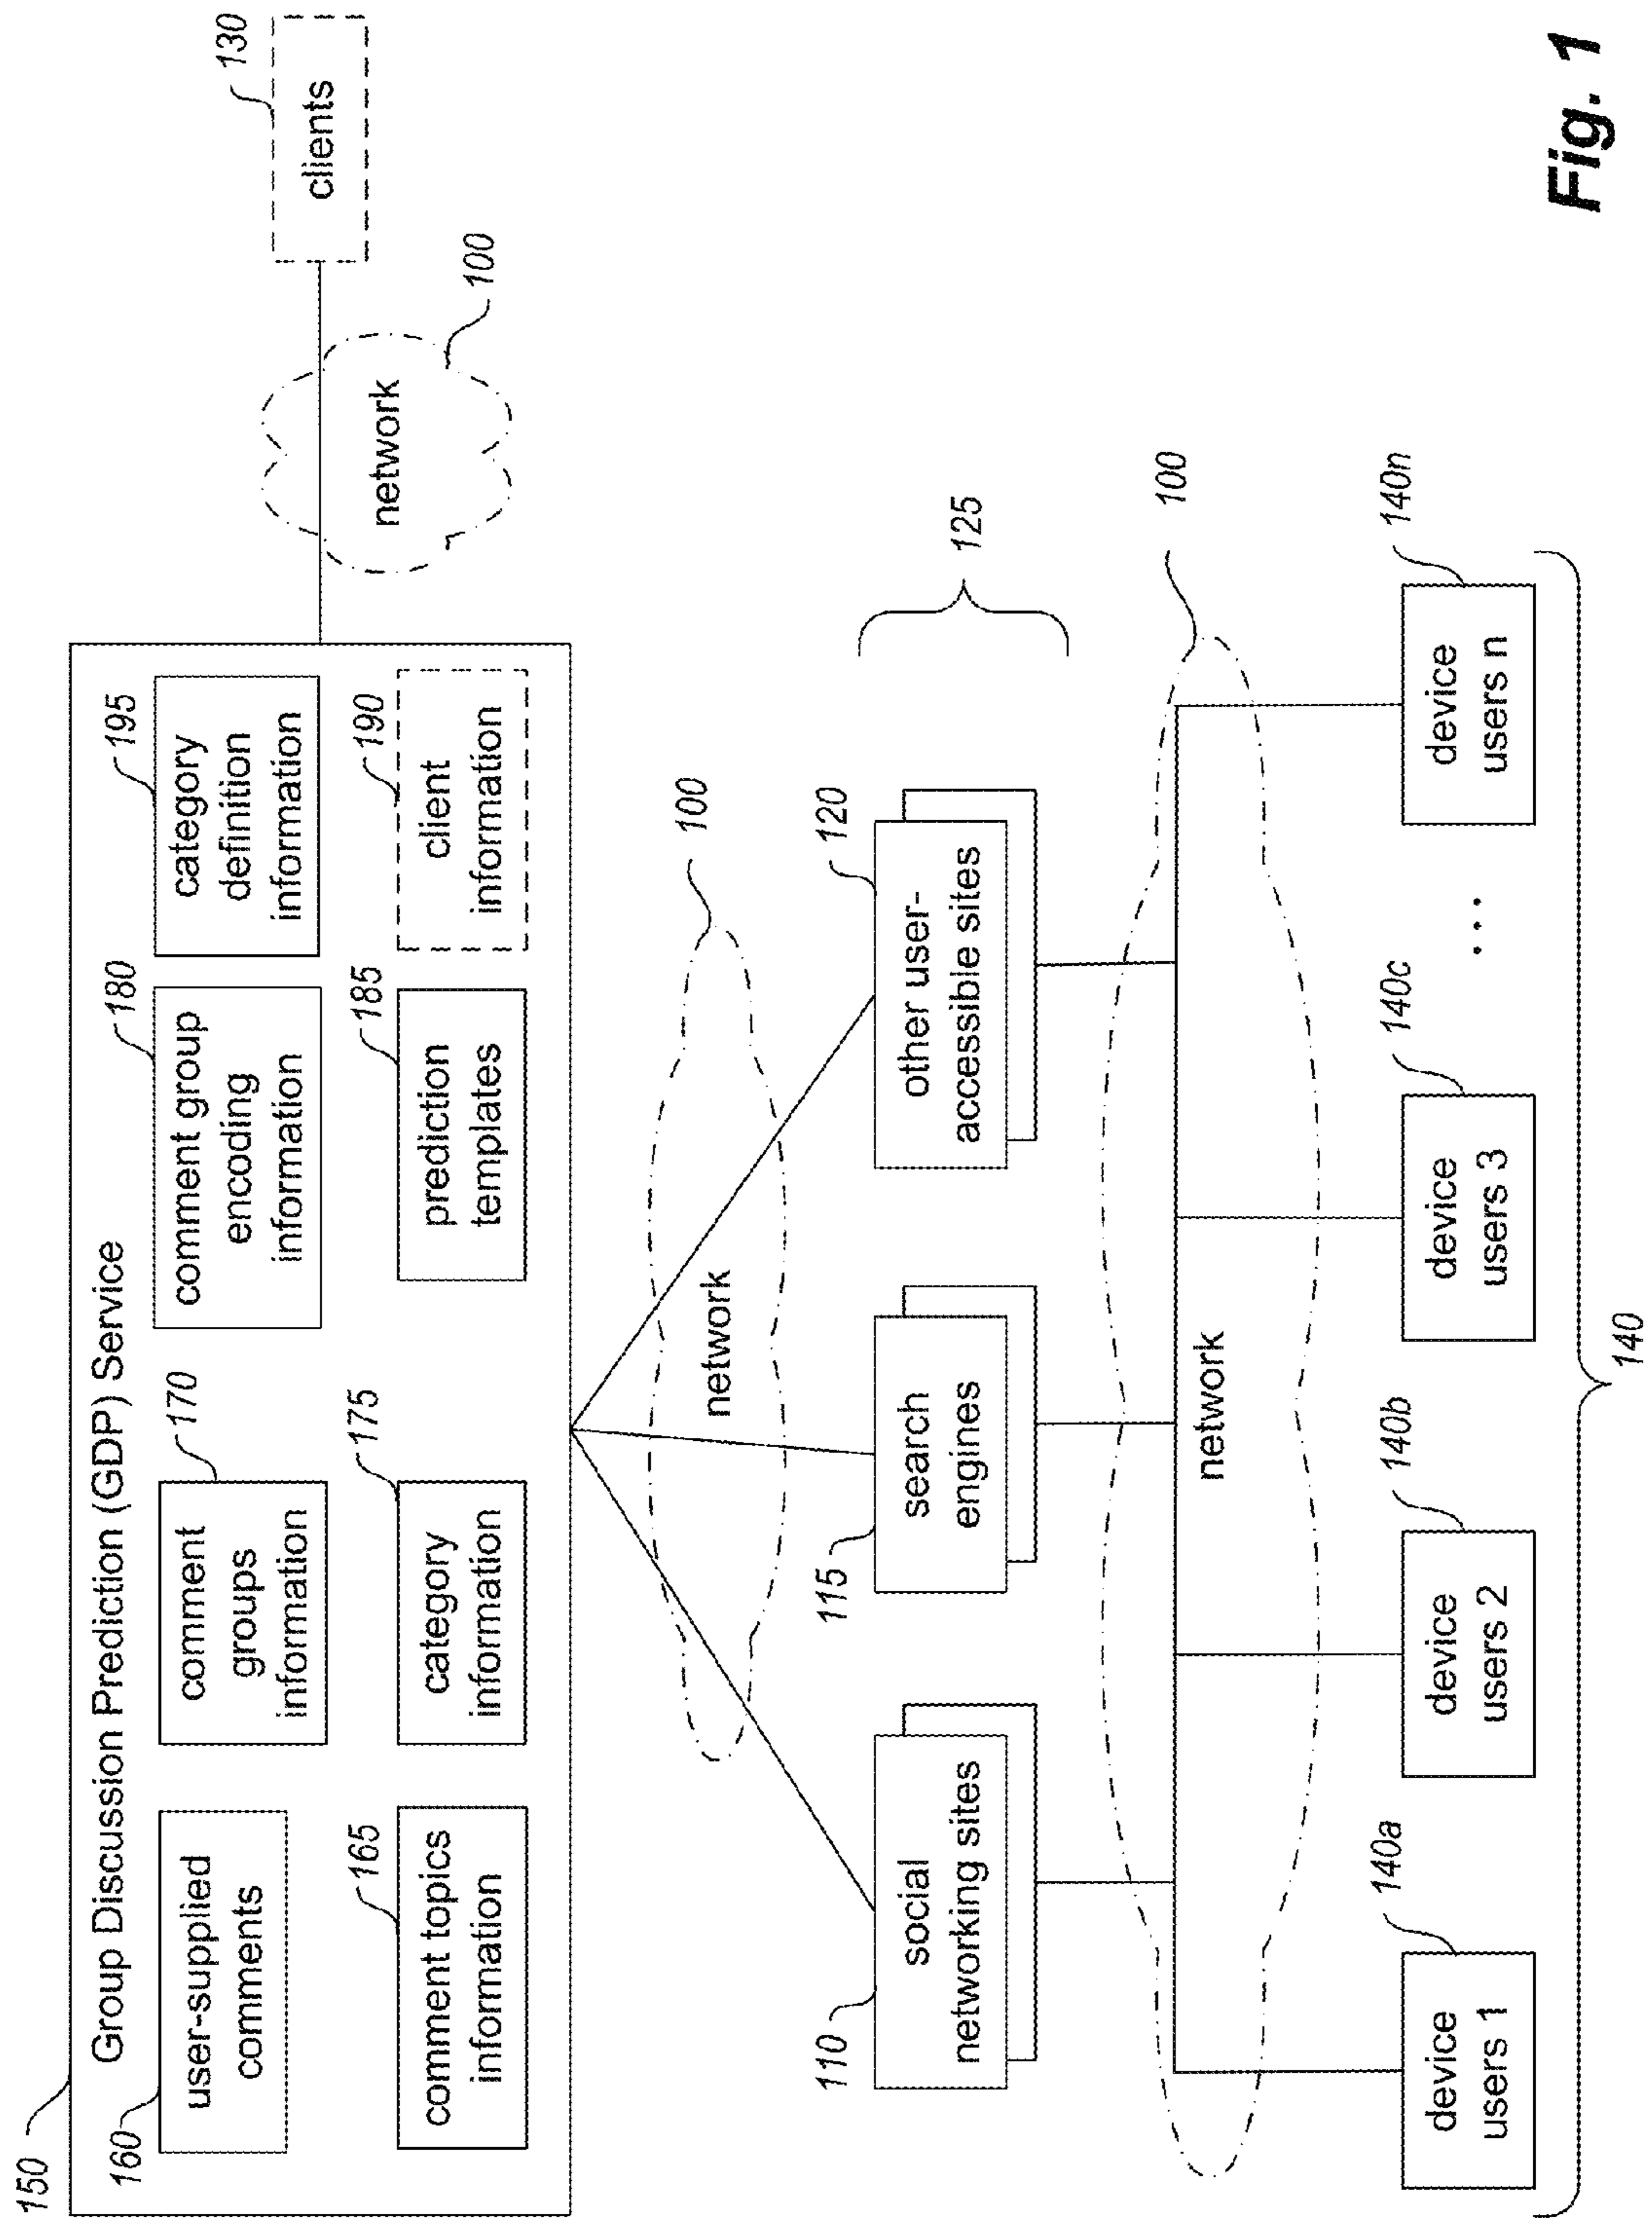 150
Group Discussion Prediction (GDP) Service
160
user-supplied
comments
170
comment
groups
information
180
comment group
encoding
information
195
category
definition
information
165
comment topics
information
175
category
information
185
prediction
templates
190
client
information
130
clients
network
100
network
100
110
social
networking sites
115
search
engines
120
other user-
accessible sites
125
network
100
140a
device
users 1
140b
device
users 2
140c
device
users 3
...
140n
device
users n
140
Fig. 1